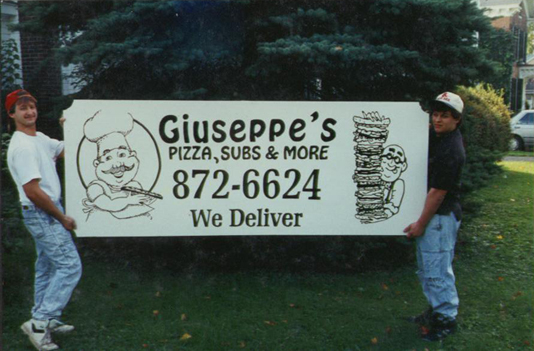 Giuseppe's
PIZZA, SUBS & MORE
872-6624
We Deliver